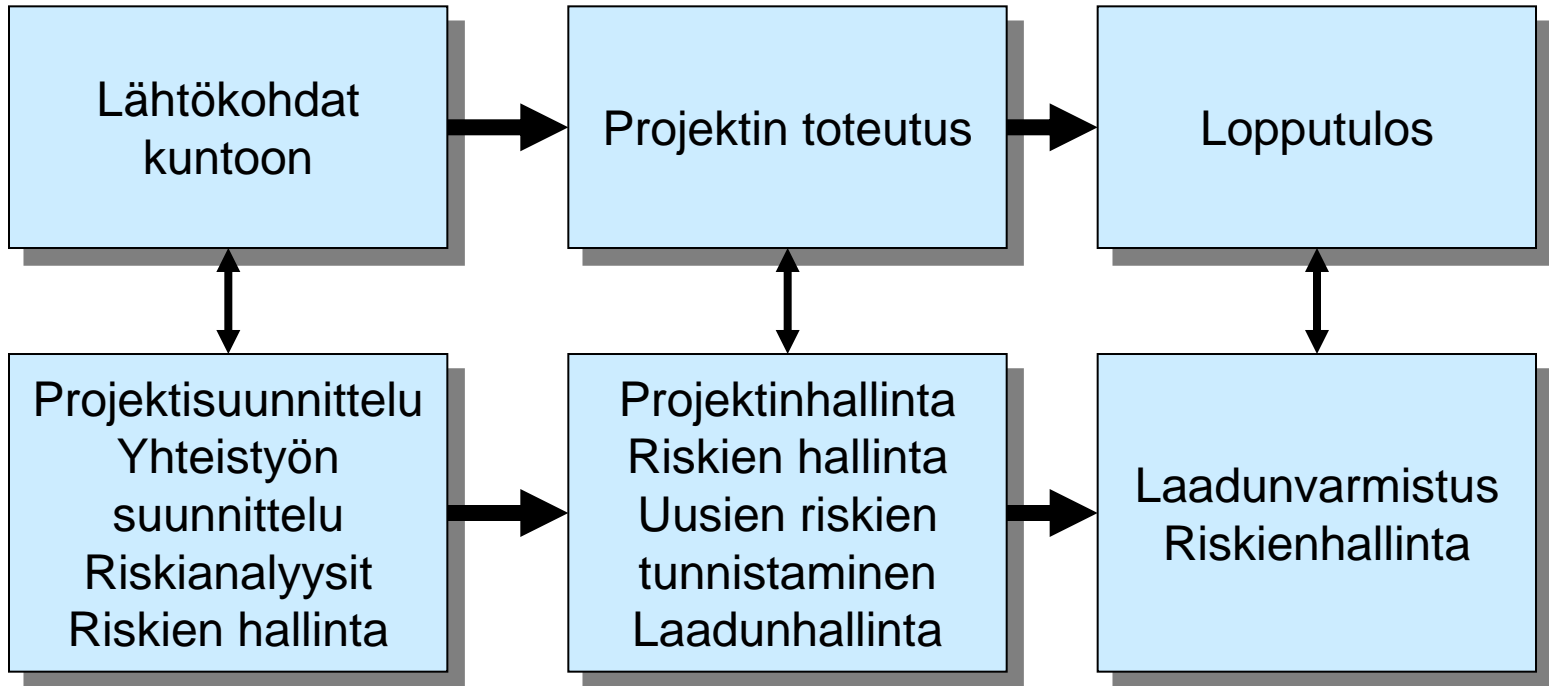 Lähtökohdat
kuntoon
Projektin toteutus
Lopputulos
Projektisuunnittelu
Yhteistyön
suunnittelu
Riskianalyysit
Riskien hallinta
Projektinhallinta
Riskien hallinta
Uusien riskien
tunnistaminen
Laadunhallinta
Laadunvarmistus
Riskienhallinta